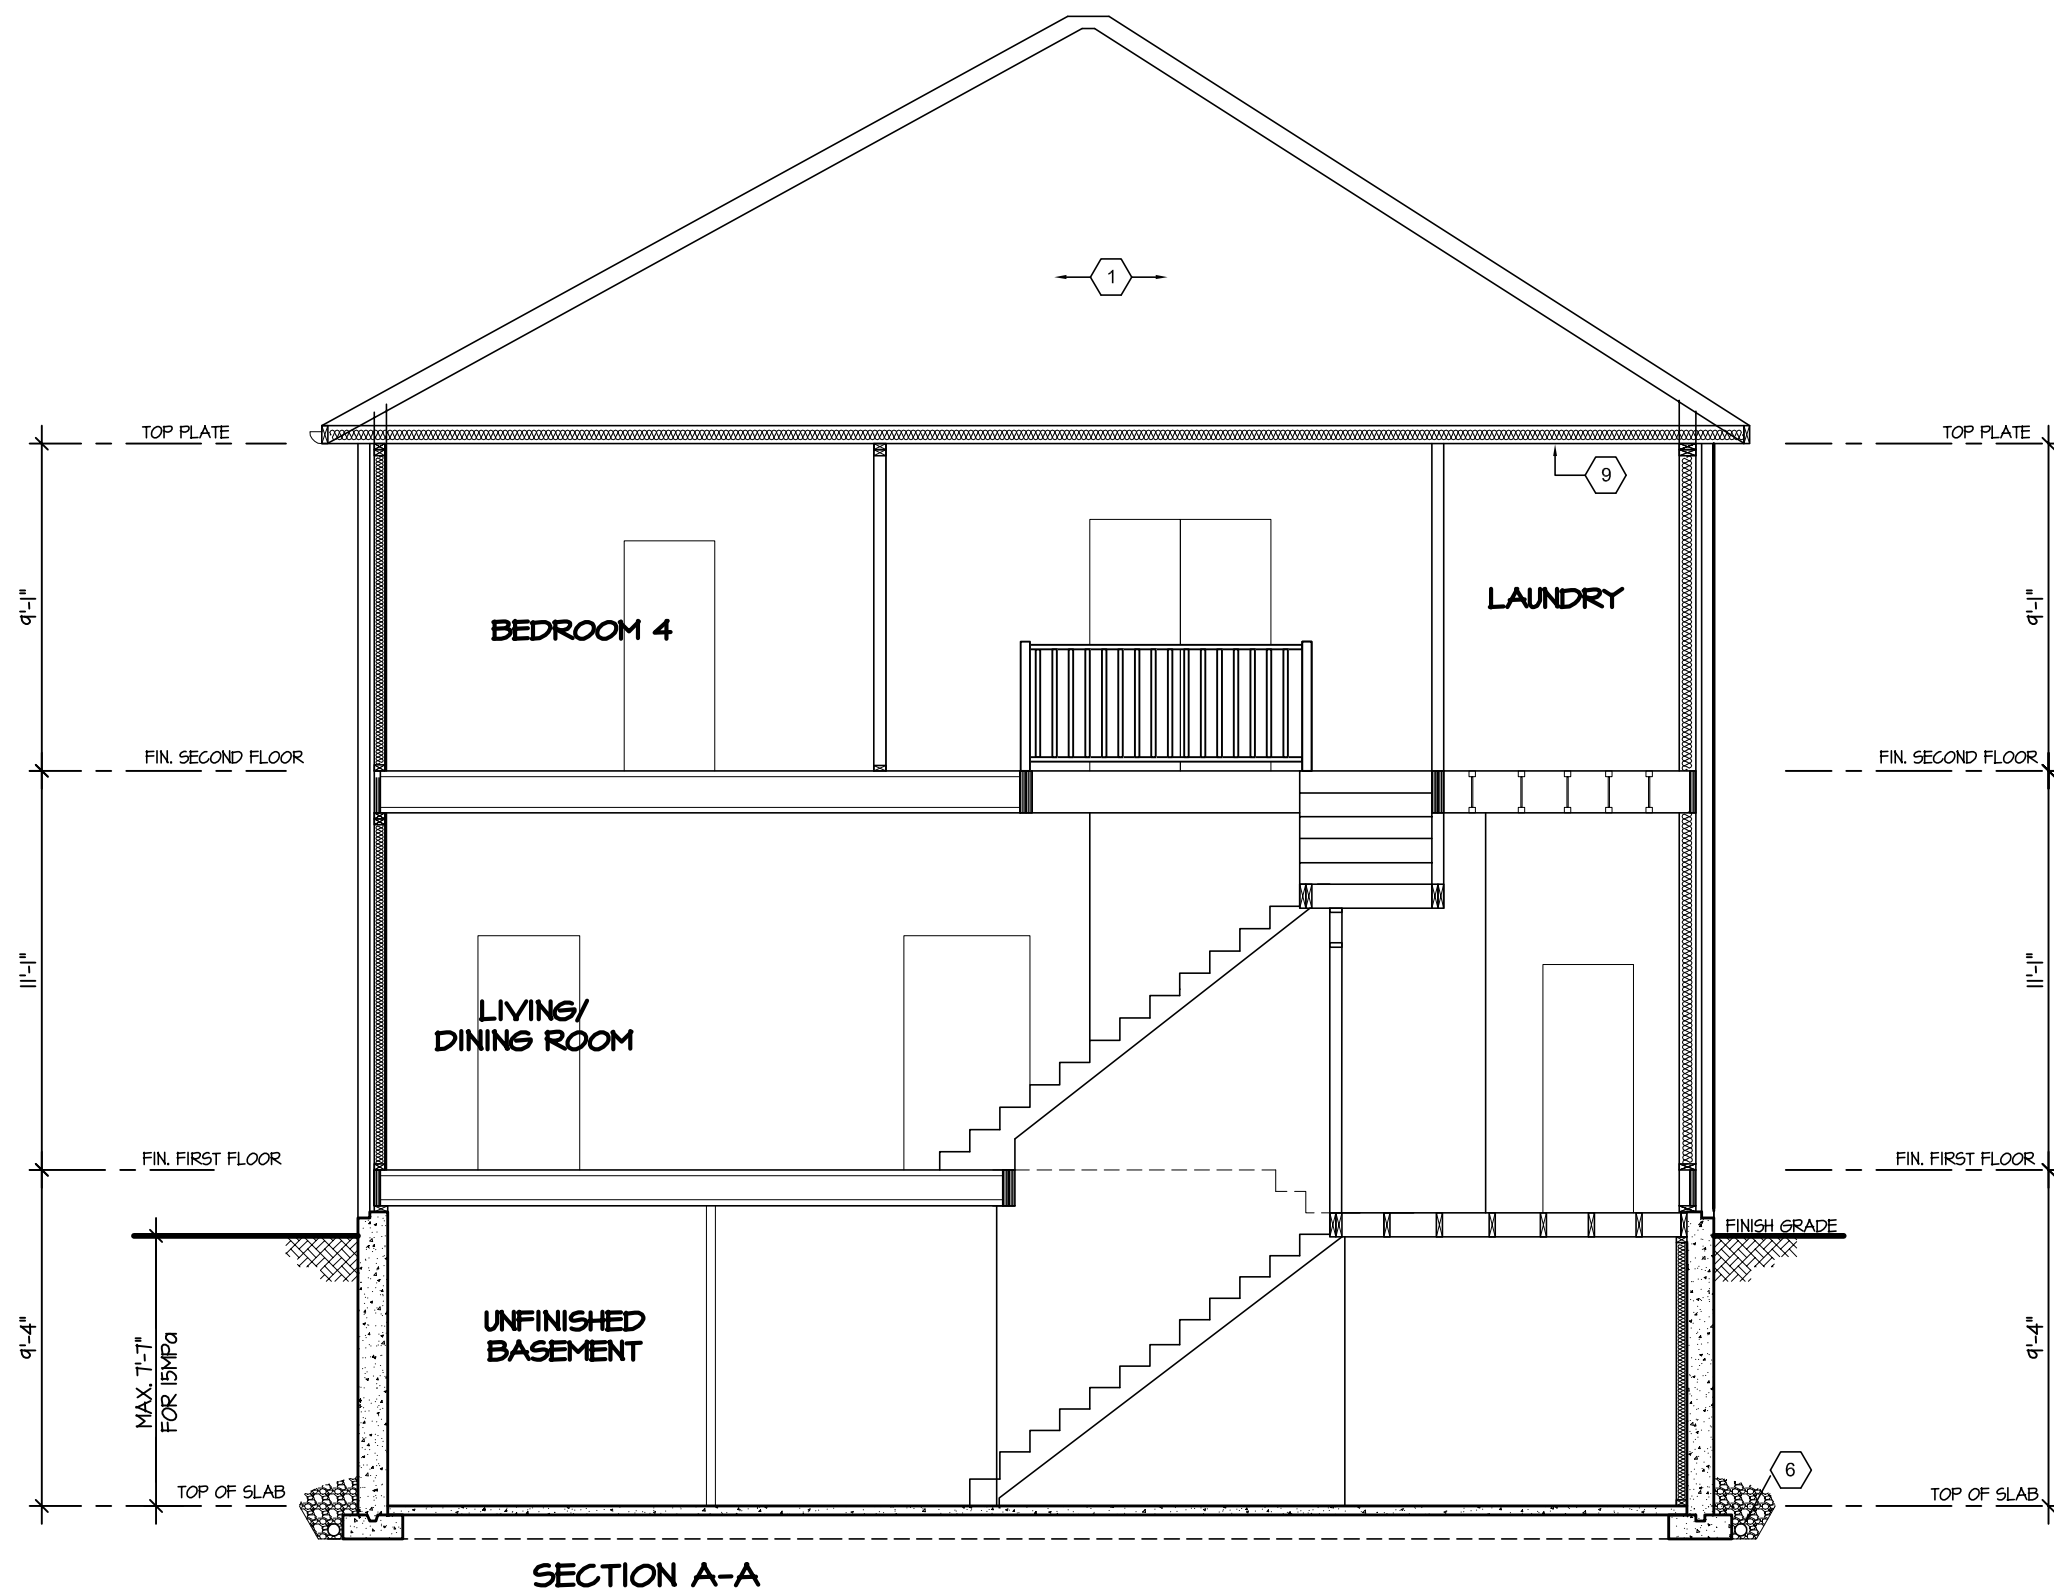 1
TOP PLATE
TOP PLATE
9
9'-1"
9'-1"
LAUNDRY
BEDROOM 4
FIN. SECOND FLOOR
FIN. SECOND FLOOR
11'-1"
11'-1"
LIVING/
DINING ROOM
FIN. FIRST FLOOR
FIN. FIRST FLOOR
FINISH GRADE
UNFINISHED
BASEMENT
9'-4"
9'-4"
MAX. 7'-7"
FOR 15MPa
6
TOP OF SLAB
TOP OF SLAB
SECTION A-A